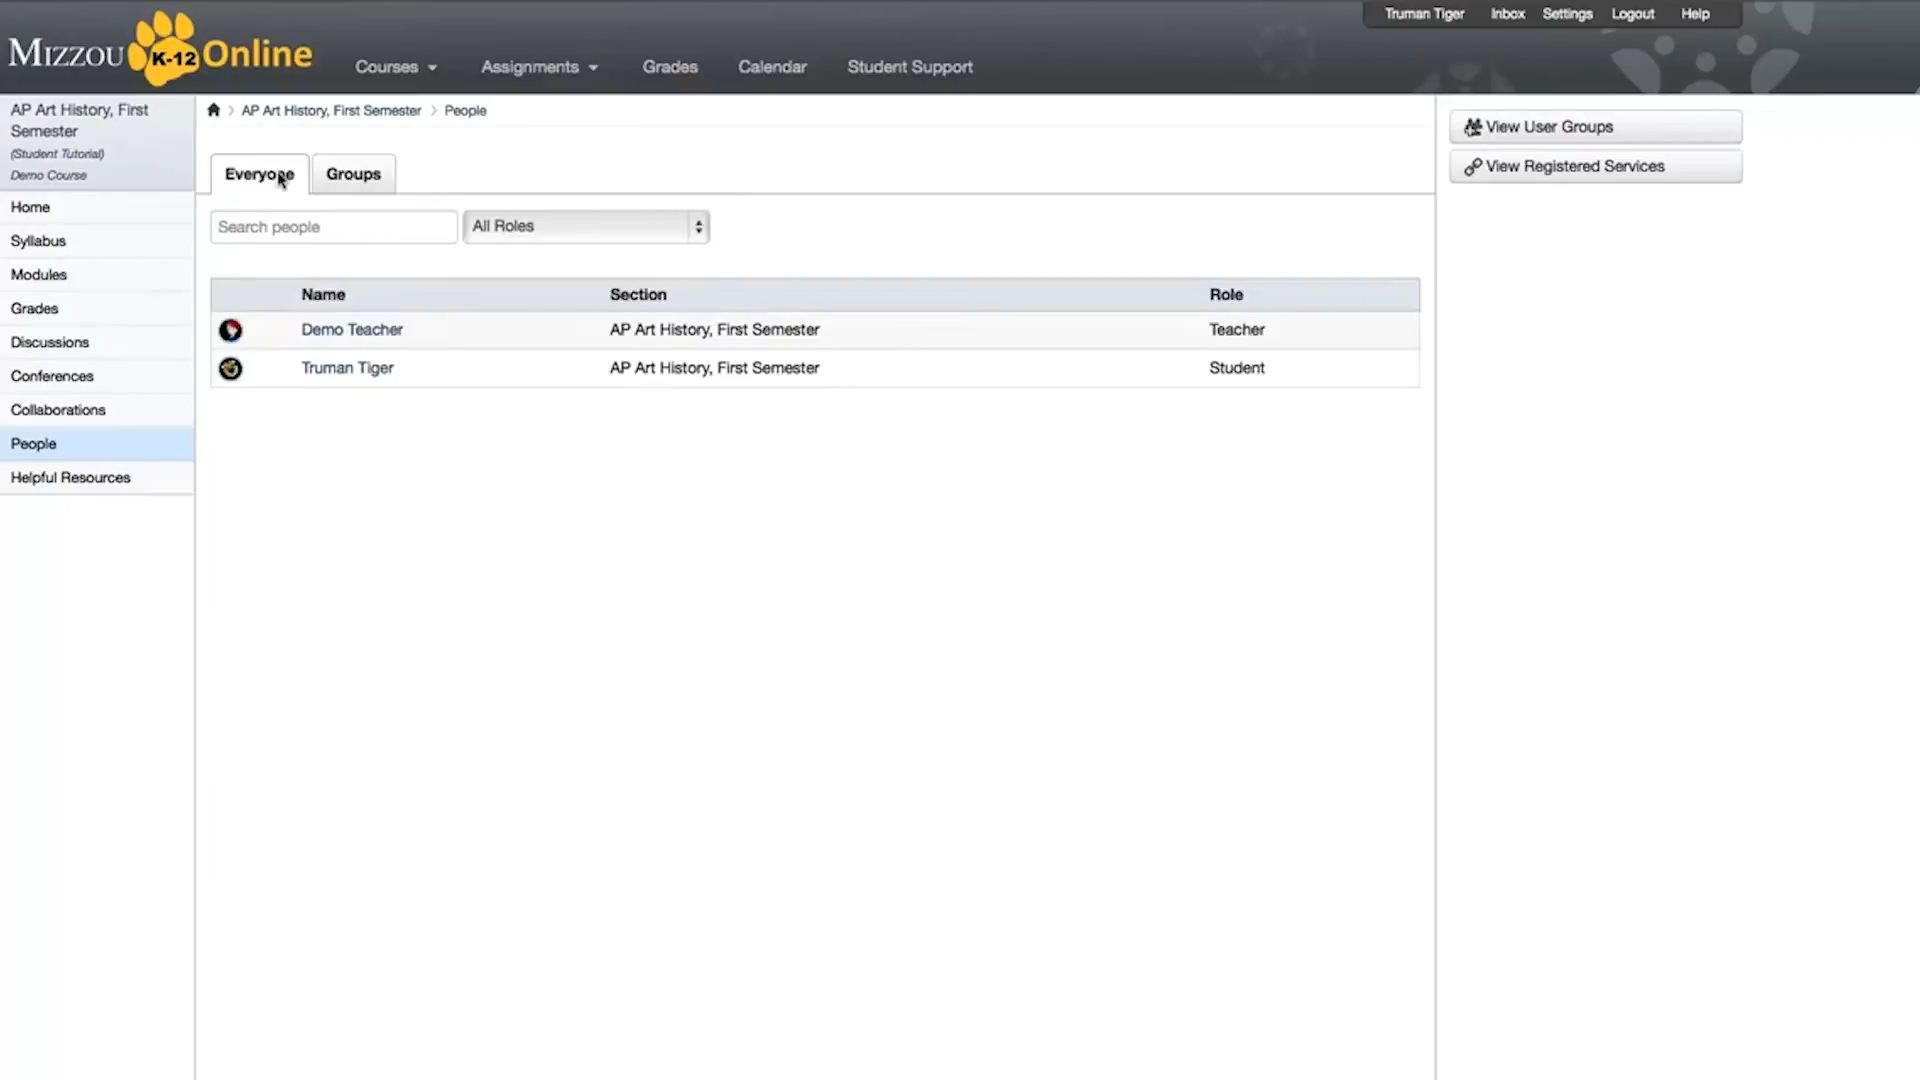 Truman Tiger Inbox Settings Logout Help
MIZZOU K-12 Online Courses Assignments Grades Calendar Student Support
AP Art History, First
Semester
(Student Tutorial)
Demo Course
Home
Syllabus
Modules
Grades
Discussions
Conferences
Collaborations
People
Helpful Resources
AP Art History, First Semester People
Everyone Groups
Search people All Roles
Name Section Role
Demo Teacher AP Art History, First Semester Teacher
Truman Tiger AP Art History, First Semester Student
View User Groups
View Registered Services